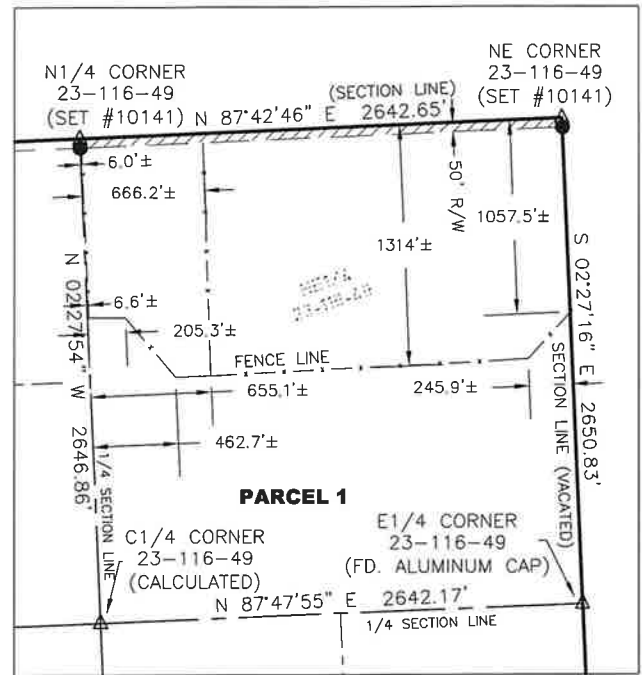 N1/4 CORNER
23-116-49
(SET #10141)
NE CORNER
23-116-49
(SET #10141)
(SECTION LINE)
N 87°42'46" E 2642.65'
6.0'±
666.2'±
50' R/W
1057.5'±
1314'±
N 02°27'54" W 2646.86'
S 02°27'16" E 2650.83'
6.6'±
205.3'±
FENCE LINE
655.1'±
245.9'±
462.7'±
1/4 SECTION LINE
SECTION LINE (VACATED)
PARCEL 1
C1/4 CORNER
23-116-49
(CALCULATED)
E1/4 CORNER
23-116-49
(FD. ALUMINUM CAP)
N 87°47'55" E 2642.17'
1/4 SECTION LINE